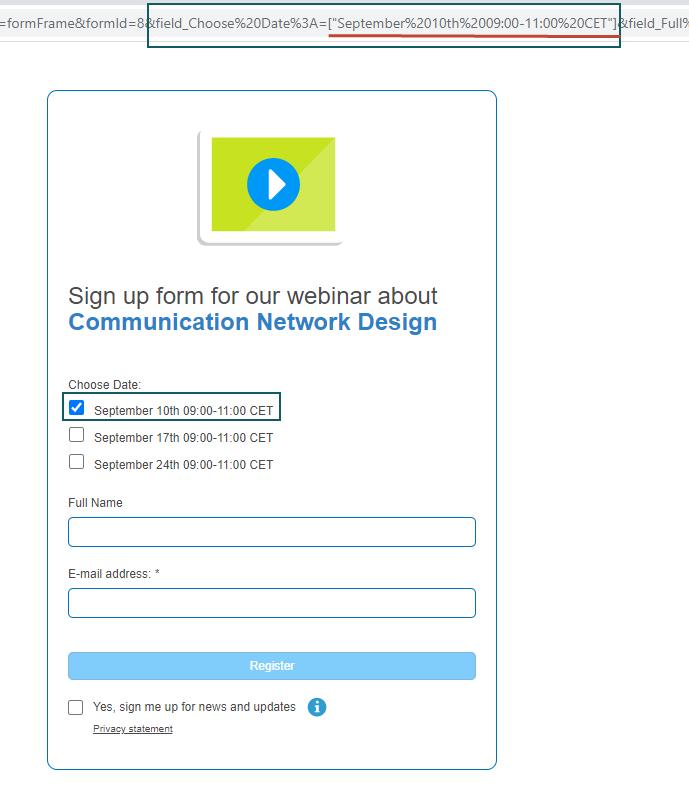 =formFrame&formId=8&field_Choose%20Date%3A=["September%2010th%2009:00-11:00%20CET"]&field_Full%
Sign up form for our webinar about
Communication Network Design
Choose Date:
September 10th 09:00-11:00 CET
September 17th 09:00-11:00 CET
September 24th 09:00-11:00 CET
Full Name
E-mail address: *
Register
Yes, sign me up for news and updates i
Privacy statement